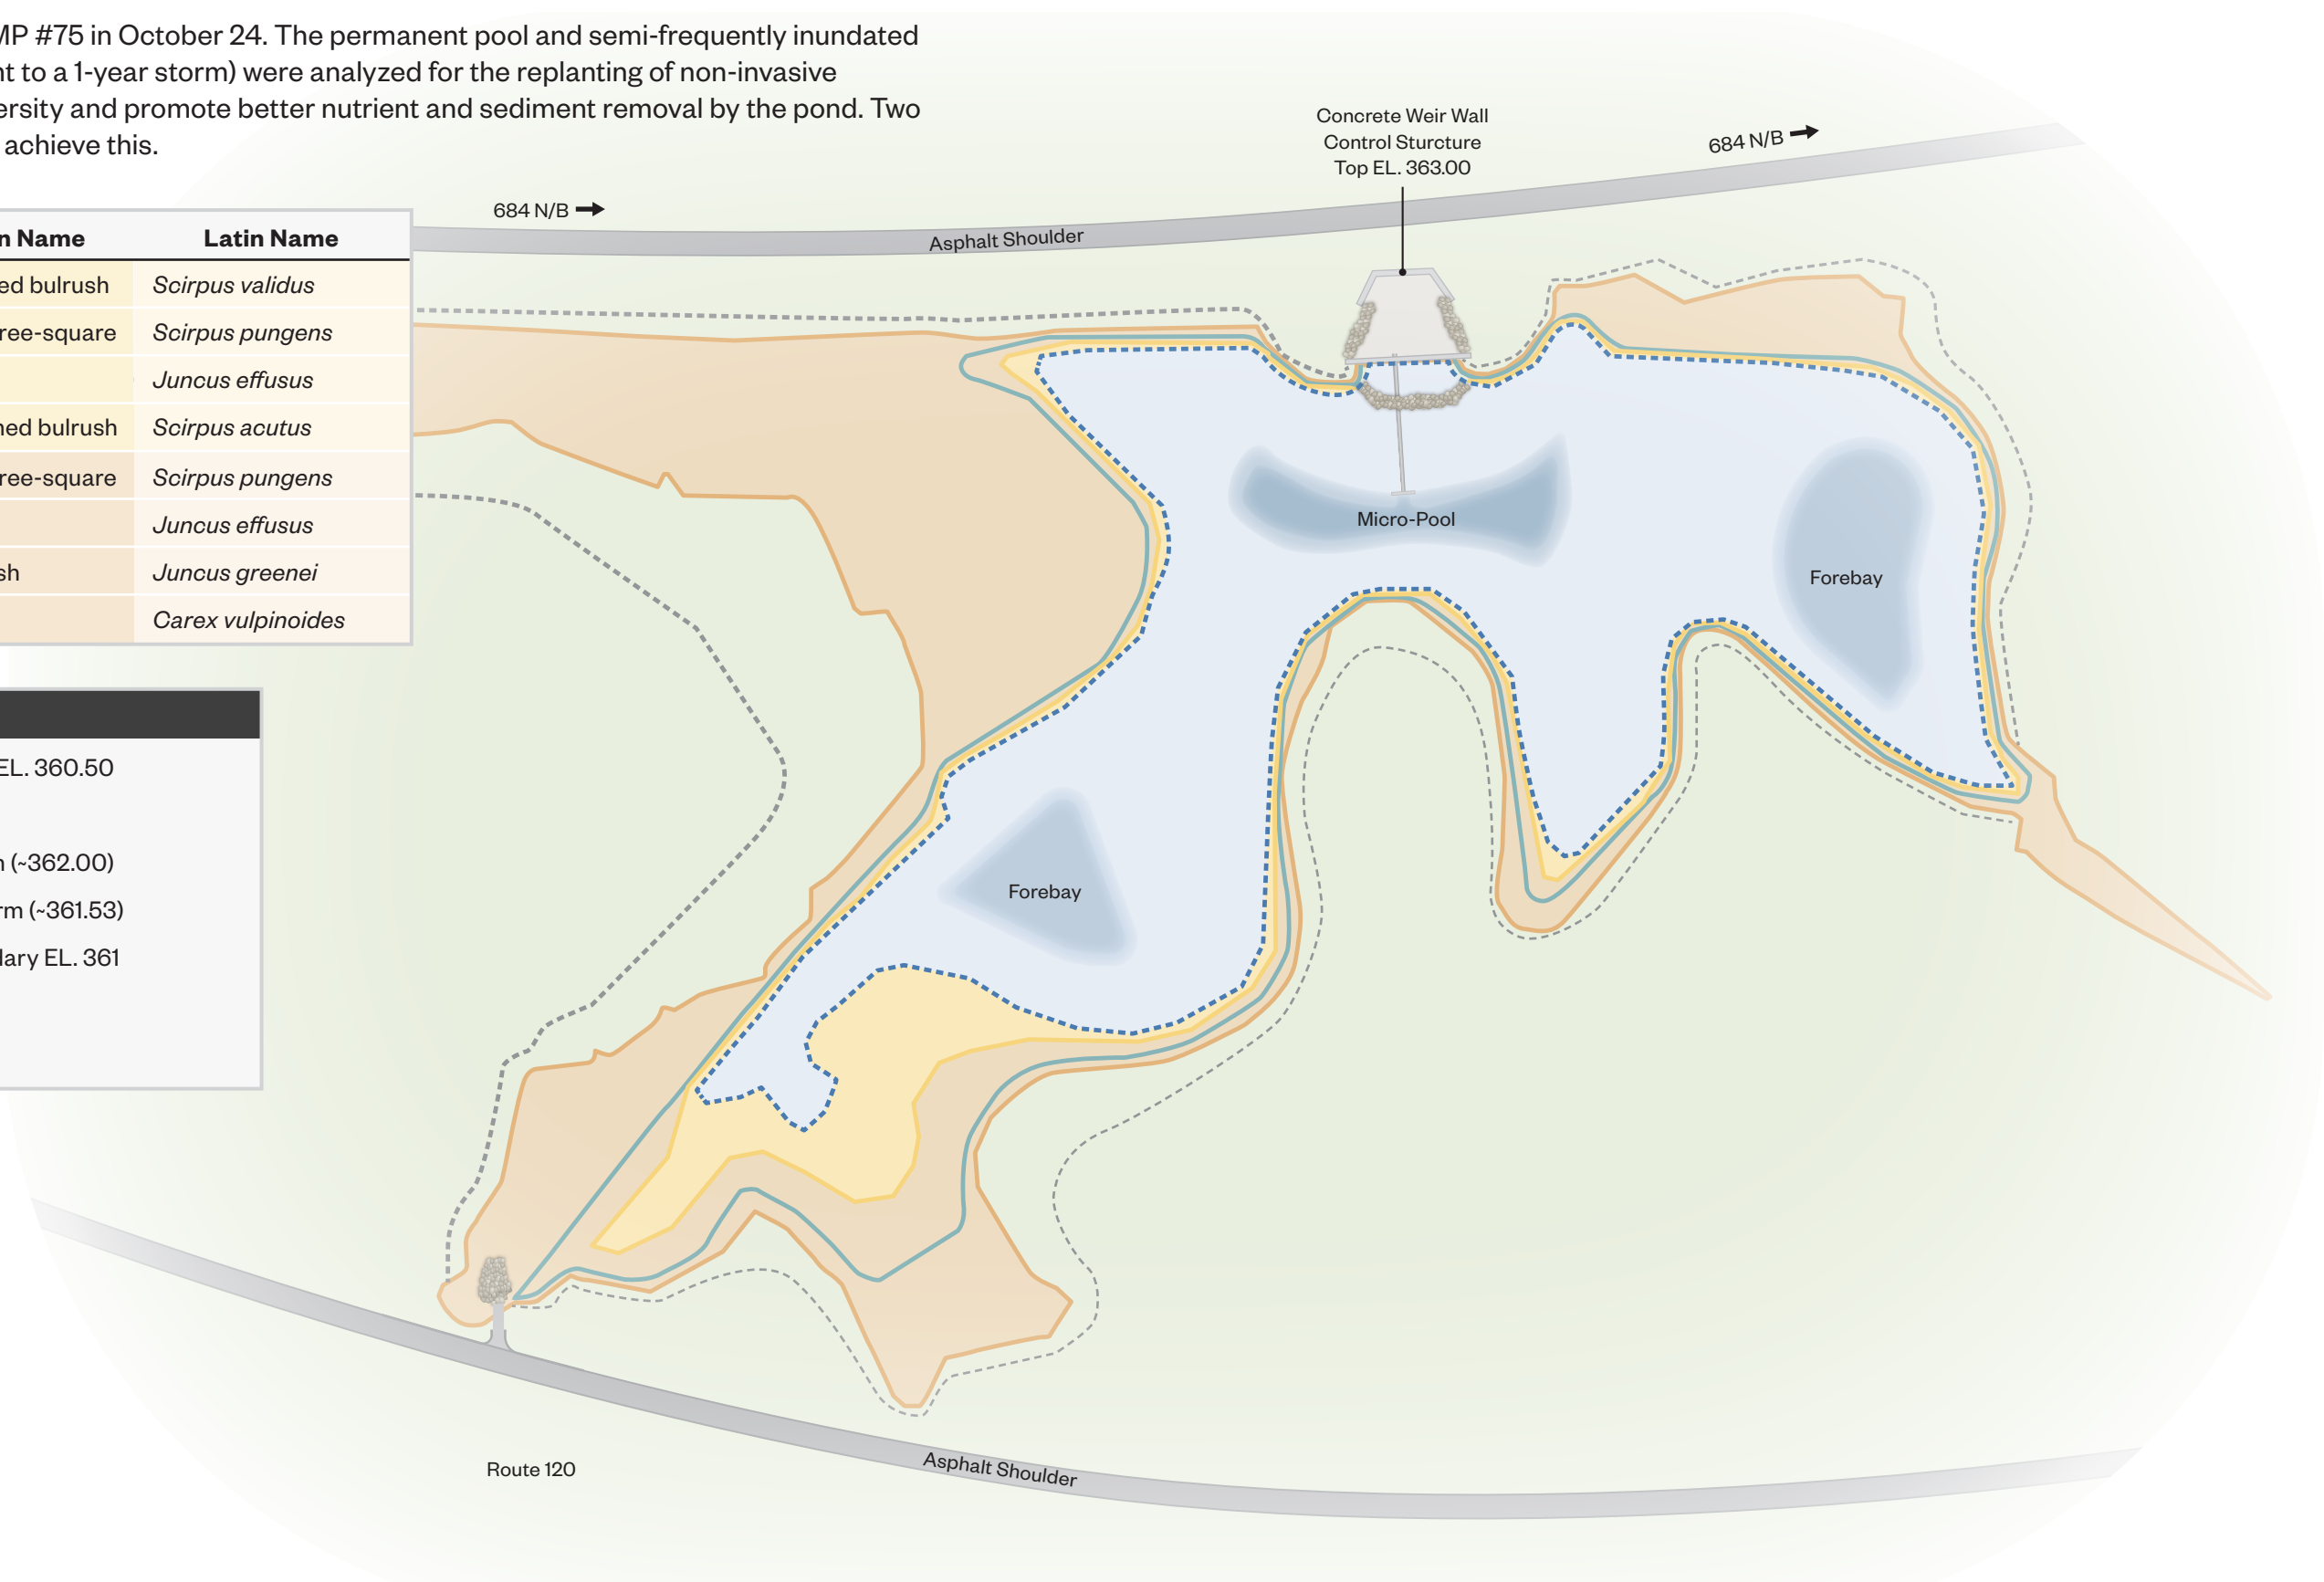 MP #75 in October 24. The permanent pool and semi-frequently inundated
nt to a 1-year storm) were analyzed for the replanting of non-invasive
ersity and promote better nutrient and sediment removal by the pond. Two
achieve this.
Concrete Weir Wall
Control Sturcture
Top EL. 363.00
684 N/B
684 N/B
Asphalt Shoulder
n Name Latin Name
ed bulrush Scirpus validus
ree-square Scirpus pungens
Juncus effusus
ned bulrush Scirpus acutus
ree-square Scirpus pungens
Juncus effusus
sh Juncus greenei
Carex vulpinoides
Micro-Pool
Forebay
EL. 360.50
n (~362.00)
rm (~361.53)
dary EL. 361
Forebay
Asphalt Shoulder
Route 120